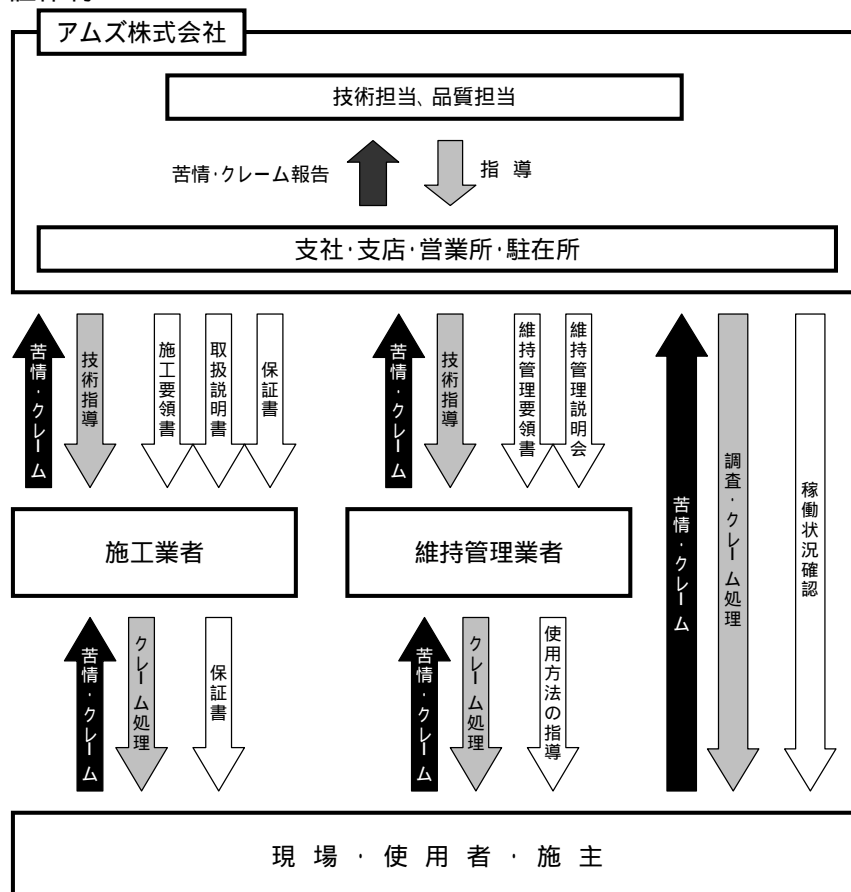 アムズ株式会社
技術担当、品質担当
苦情・クレーム報告
指 導
支社・支店・営業所・駐在所
苦情・クレーム
技術指導
施工要領書
取扱説明書
保証書
苦情・クレーム
技術指導
維持管理要領書
維持管理説明会
苦情・クレーム
調査・クレーム処理
稼働状況確認
施工業者
維持管理業者
苦情・クレーム
クレーム処理
保証書
苦情・クレーム
クレーム処理
使用方法の指導
現 場 ・ 使 用 者 ・ 施 主